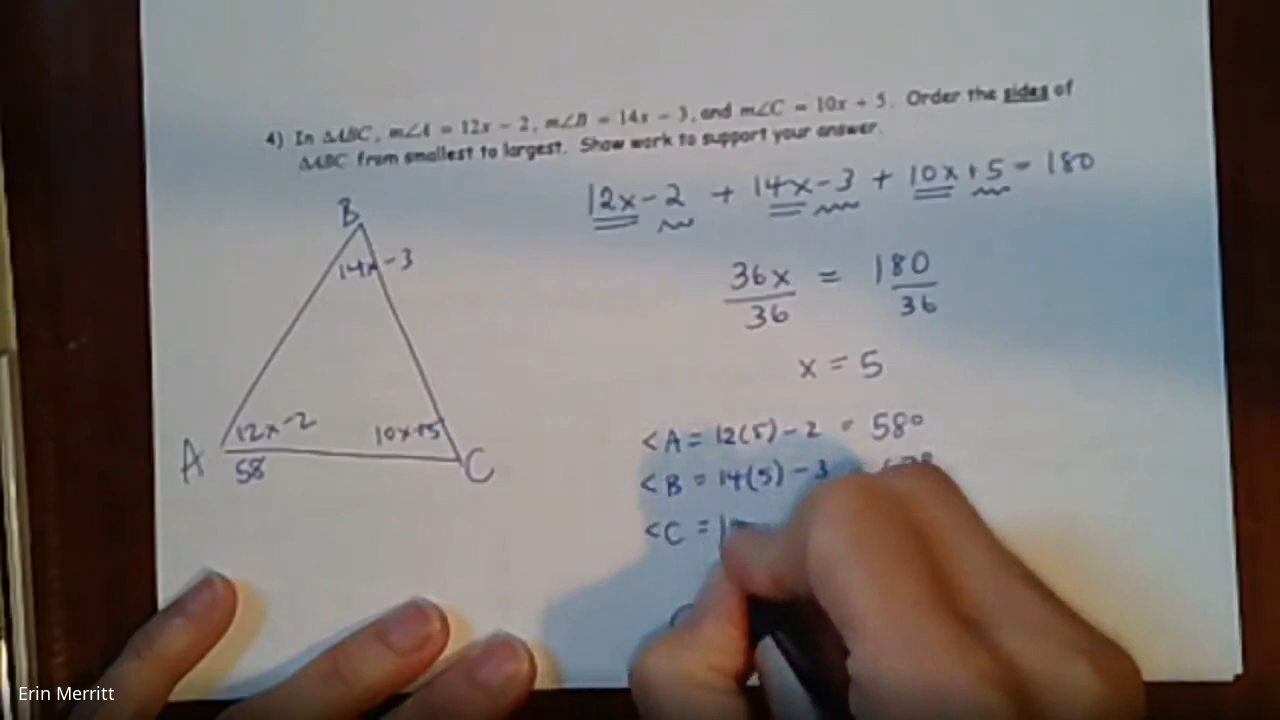 4) In ΔABC, m∠A = 12x − 2, m∠B = 14x − 3, and m∠C = 10x + 5. Order the sides of
ΔABC from smallest to largest. Show work to support your answer.
12x-2 + 14x-3 + 10x+5 = 180
B
14x-3
36x = 180
36 36
x = 5
12x-2
10x+5
A
58
C
<A = 12(5)-2 = 58°
<B = 14(5)-3
<C =
Erin Merritt